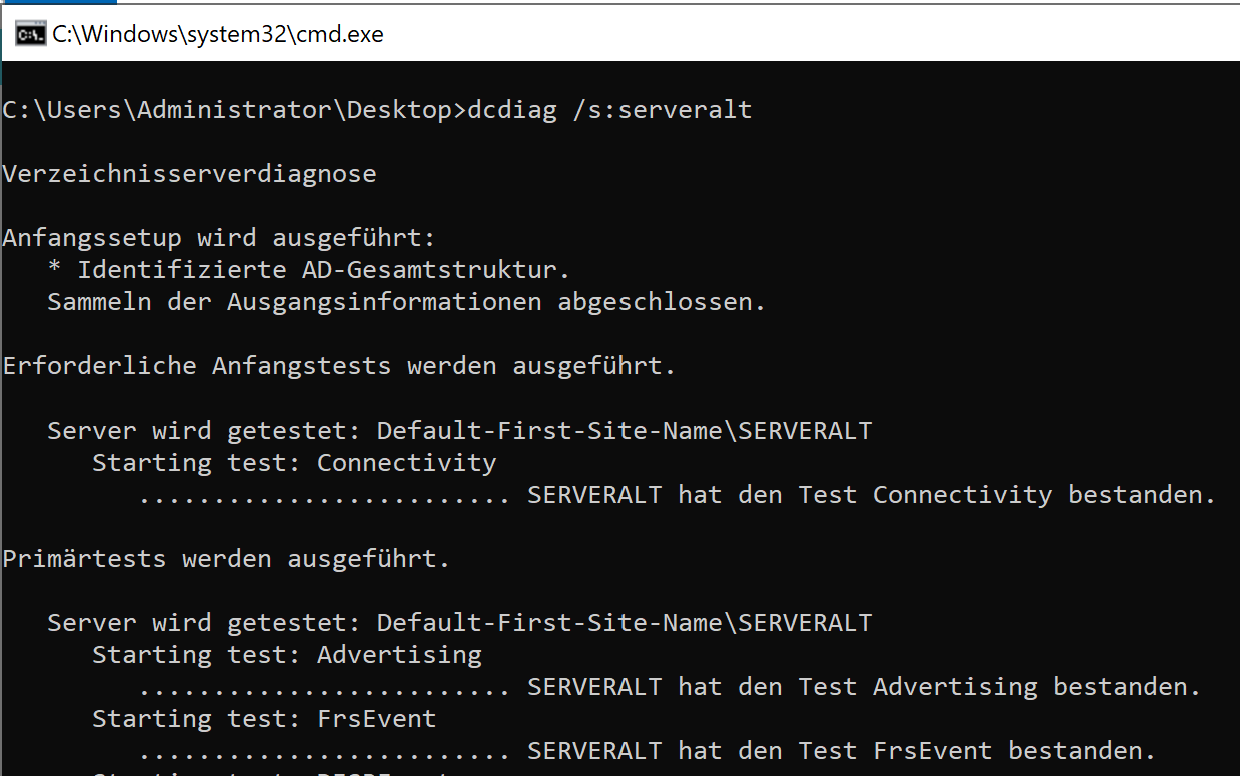 C:\Windows\system32\cmd.exe
C:\Users\Administrator\Desktop>dcdiag /s:serveralt
Verzeichnisserverdiagnose
Anfangssetup wird ausgeführt:
   * Identifizierte AD-Gesamtstruktur.
   Sammeln der Ausgangsinformationen abgeschlossen.
Erforderliche Anfangstests werden ausgeführt.
   Server wird getestet: Default-First-Site-Name\SERVERALT
      Starting test: Connectivity
         ......................... SERVERALT hat den Test Connectivity bestanden.
Primärtests werden ausgeführt.
   Server wird getestet: Default-First-Site-Name\SERVERALT
      Starting test: Advertising
         ......................... SERVERALT hat den Test Advertising bestanden.
      Starting test: FrsEvent
         ......................... SERVERALT hat den Test FrsEvent bestanden.
      Starting test: